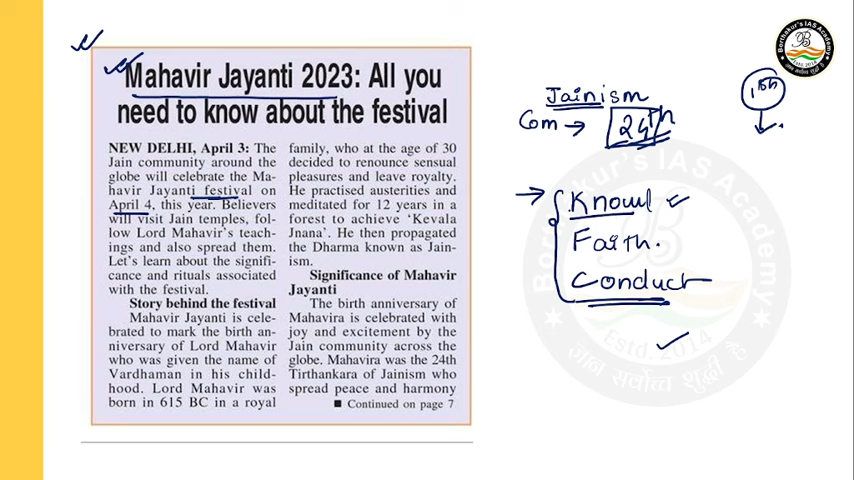 Mahavir Jayanti 2023: All you
need to know about the festival
NEW DELHI, April 3: The
Jain community around the
globe will celebrate the Ma-
havir Jayanti festival on
April 4, this year. Believers
will visit Jain temples, fol-
low Lord Mahavir's teach-
ings and also spread them.
Let's learn about the signifi-
cance and rituals associated
with the festival.
Story behind the festival
Mahavir Jayanti is cele-
brated to mark the birth an-
niversary of Lord Mahavir
who was given the name of
Vardhaman in his child-
hood. Lord Mahavir was
born in 615 BC in a royal
family, who at the age of 30
decided to renounce sensual
pleasures and leave royalty.
He practised austerities and
meditated for 12 years in a
forest to achieve 'Kevala
Jnana'. He then propagated
the Dharma known as Jain-
ism.
Significance of Mahavir
Jayanti
The birth anniversary of
Mahavira is celebrated with
joy and excitement by the
Jain community across the
globe. Mahavira was the 24th
Tirthankara of Jainism who
spread peace and harmony
■ Continued on page 7
Jainism
Com → 24th
→ Knowl
Faith.
Conduct
Borthakur's IAS Academy
Estd. 2014
ज्ञान सर्वोच्च शुद्धी है